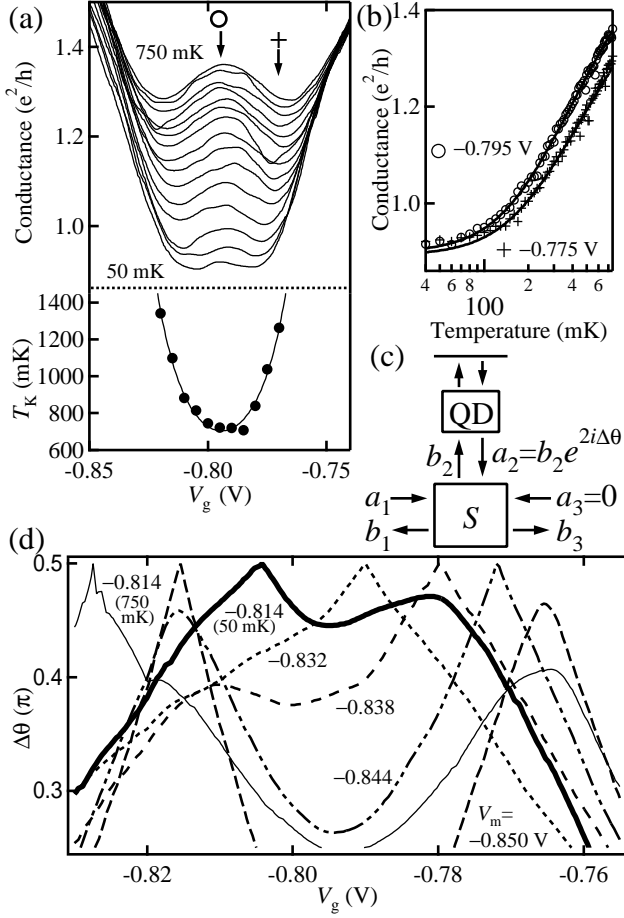 (a)
1.4
1.2
1.0
Conductance (e²/h)
750 mK
+
50 mK
1400
1200
1000
800
600
T_K (mK)
-0.85
-0.80
-0.75
V_g (V)
(b)
1.4
1.2
1.0
Conductance (e²/h)
−0.795 V
+ −0.775 V
4 6 8 2 4 6
100
Temperature (mK)
(c)
QD
b₂ a₂=b₂e^{2iΔθ}
a₁ S a₃=0
b₁ b₃
(d)
0.5
0.4
0.3
Δθ (π)
−0.814
(750
mK)
−0.814
(50 mK)
−0.832
−0.838
−0.844
V_m=
−0.850 V
-0.82
-0.80
-0.78
-0.76
V_g (V)